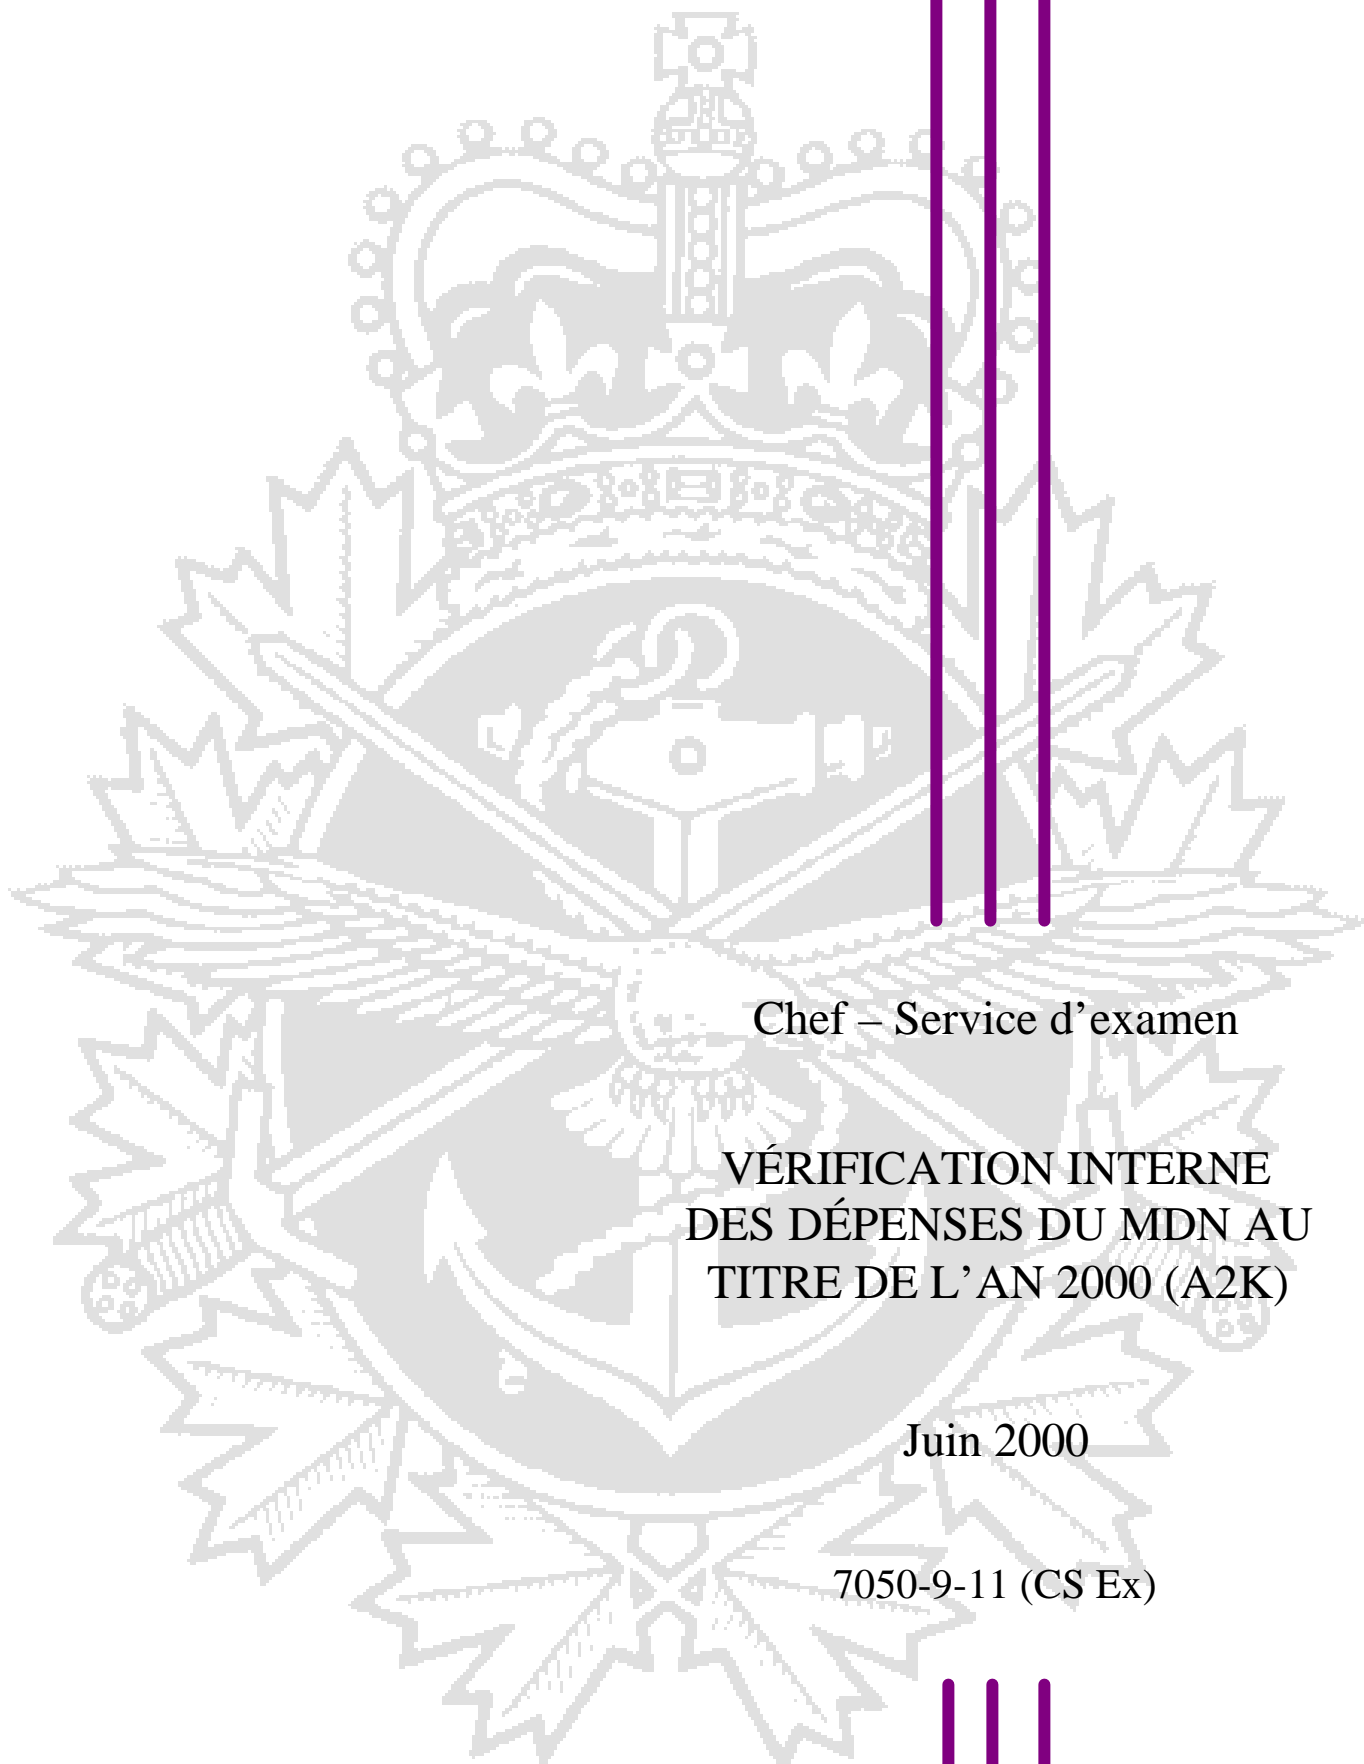 Chef – Service d’examen
VÉRIFICATION INTERNE
DES DÉPENSES DU MDN AU
TITRE DE L’AN 2000 (A2K)
Juin 2000
7050-9-11 (CS Ex)